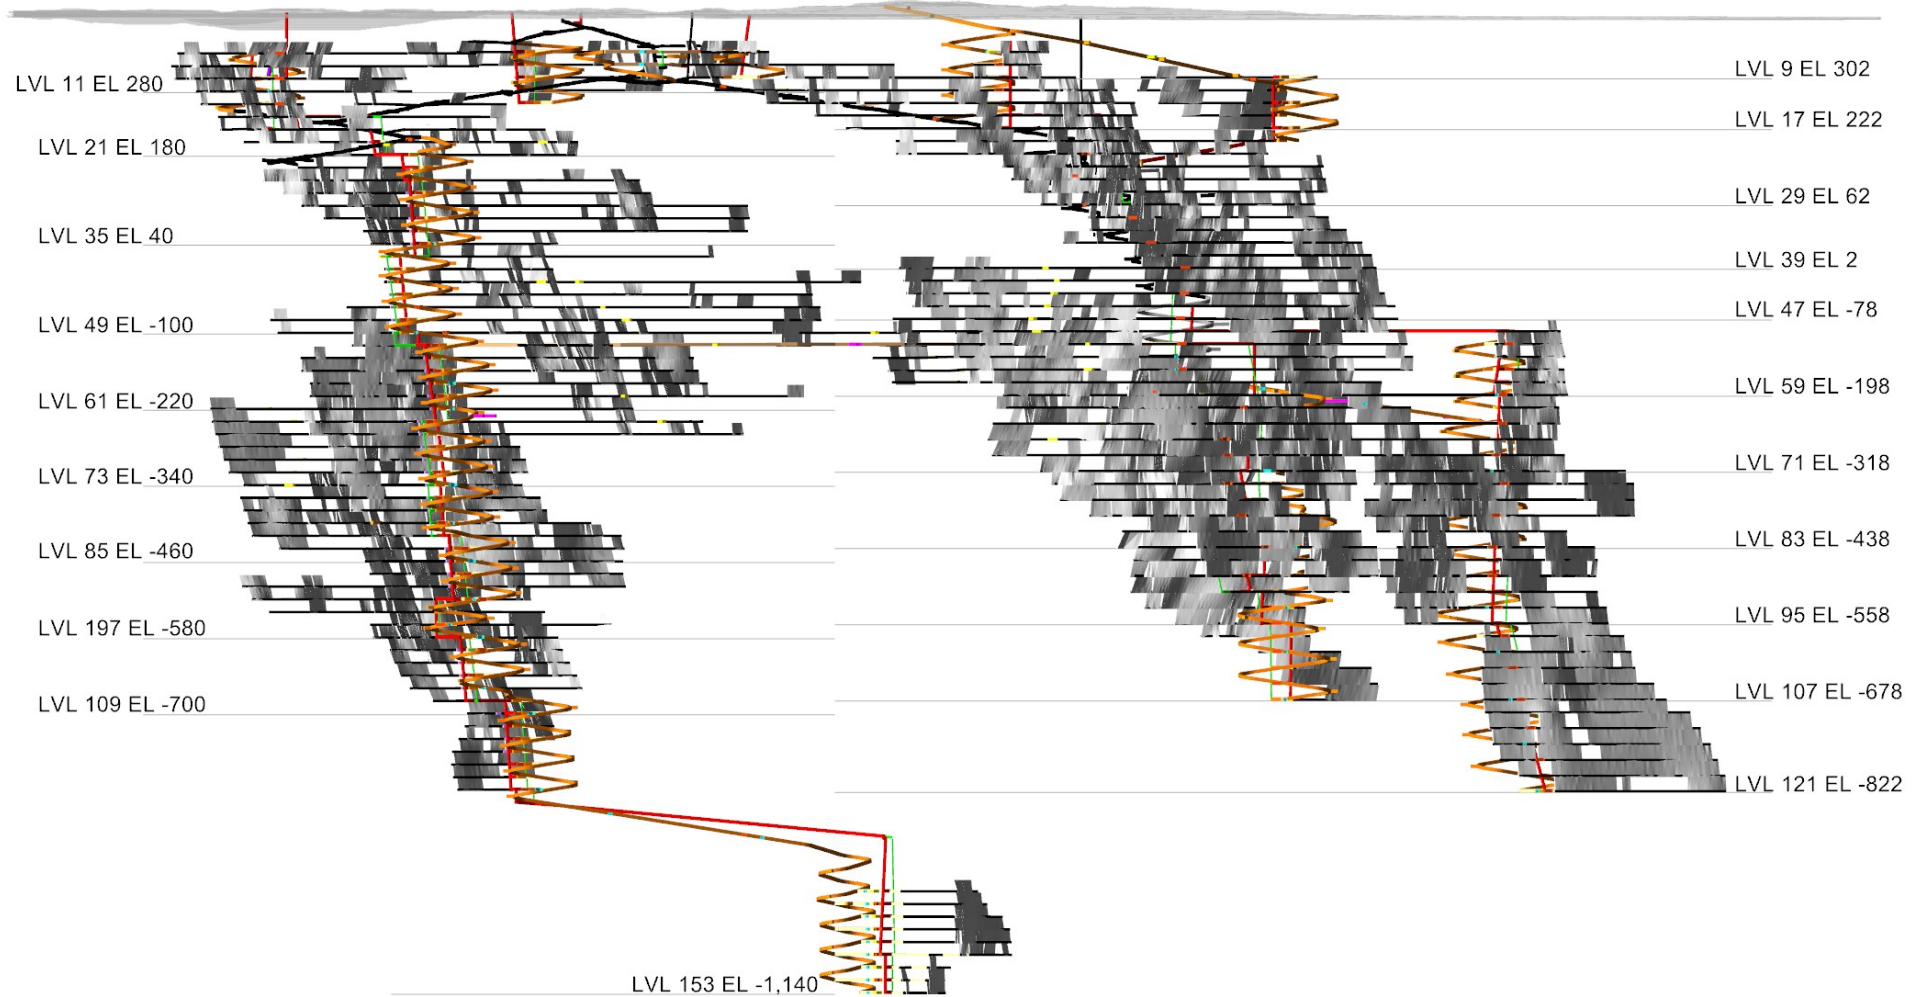 LVL 9 EL 302
LVL 11 EL 280
LVL 17 EL 222
LVL 21 EL 180
LVL 29 EL 62
LVL 35 EL 40
LVL 39 EL 2
LVL 47 EL -78
LVL 49 EL -100
LVL 59 EL -198
LVL 61 EL -220
LVL 71 EL -318
LVL 73 EL -340
LVL 83 EL -438
LVL 85 EL -460
LVL 95 EL -558
LVL 197 EL -580
LVL 107 EL -678
LVL 109 EL -700
LVL 121 EL -822
LVL 153 EL -1,140